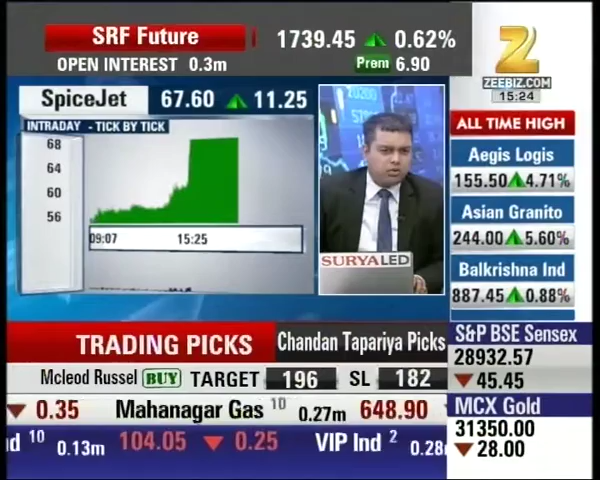 SRF Future
1739.45 0.62%
OPEN INTEREST 0.3m
Prem 6.90
ZEEBIZ.COM
15:24
SpiceJet 67.60 11.25
INTRADAY - TICK BY TICK
68
64
60
56
09:07 15:25
SURYA LED
ALL TIME HIGH
Aegis Logis
155.50 4.71%
Asian Granito
244.00 5.60%
Balkrishna Ind
887.45 0.88%
TRADING PICKS
Chandan Tapariya Picks
Mcleod Russel BUY TARGET 196 SL 182
S&P BSE Sensex
28932.57
45.45
MCX Gold
31350.00
28.00
0.35 Mahanagar Gas 10 0.27m 648.90
d 10 0.13m 104.05 0.25 VIP Ind 2 0.28